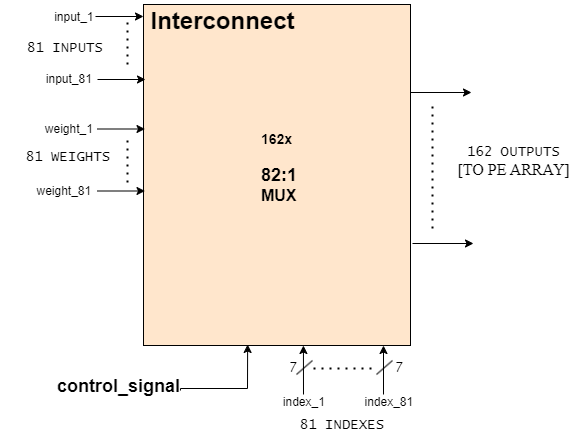 Interconnect
input_1
81 INPUTS
input_81
weight_1
81 WEIGHTS
weight_81
162x
82:1
MUX
162 OUTPUTS
[TO PE ARRAY]
control_signal
7
7
index_1
index_81
81 INDEXES